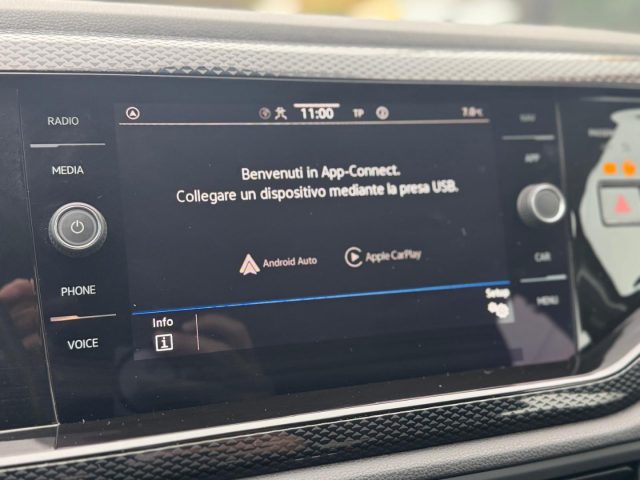 RADIO
MEDIA
PHONE
VOICE
11:00
TP
7.0°C
Benvenuti in App-Connect.
Collegare un dispositivo mediante la presa USB.
Android Auto
Apple CarPlay
Info
Setup
NAV
APP
CAR
MENU